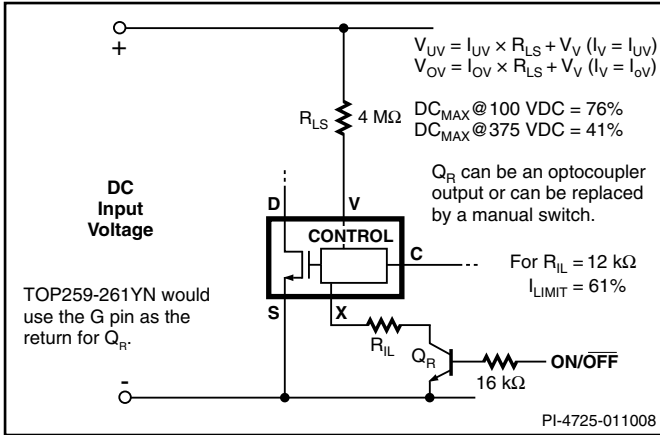 +
V_UV = I_UV × R_LS + V_V (I_V = I_UV)
V_OV = I_OV × R_LS + V_V (I_V = I_oV)
R_LS
4 MΩ
DC_MAX@100 VDC = 76%
DC_MAX@375 VDC = 41%
Q_R can be an optocoupler
output or can be replaced
by a manual switch.
DC
Input
Voltage
D
V
CONTROL
C
For R_IL = 12 kΩ
I_LIMIT = 61%
TOP259-261YN would
use the G pin as the
return for Q_R.
S
X
R_IL
Q_R
16 kΩ
ON/O̅F̅F̅
-
PI-4725-011008